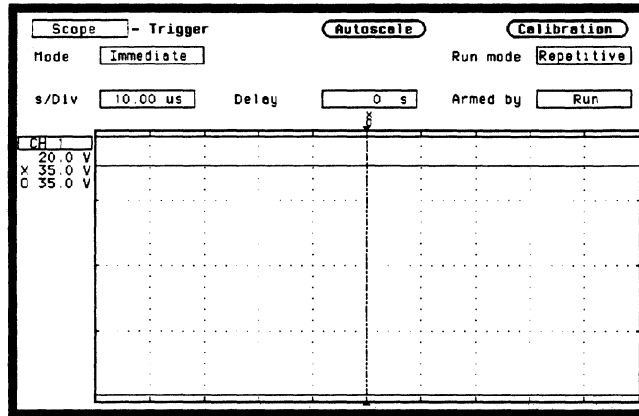 Scope - Trigger Autoscale Calibration
Mode Immediate Run mode Repetitive
s/Div 10.00 us Delay 0 s Armed by Run
X
O
CH 1
20.0 V
X 35.0 V
O 35.0 V